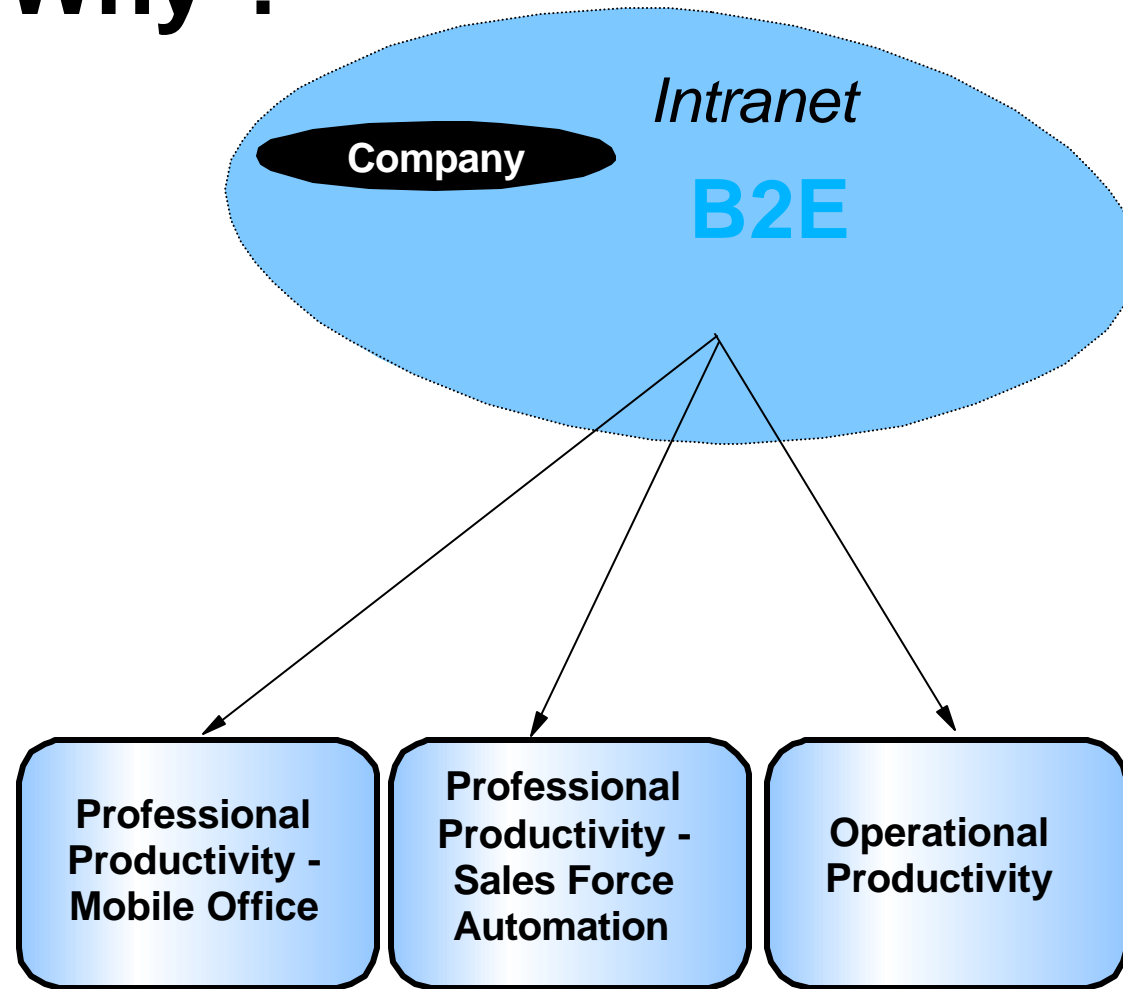 Why ?
Intranet
Company
B2E
Professional
Productivity -
Mobile Office
Professional
Productivity -
Sales Force
Automation
Operational
Productivity